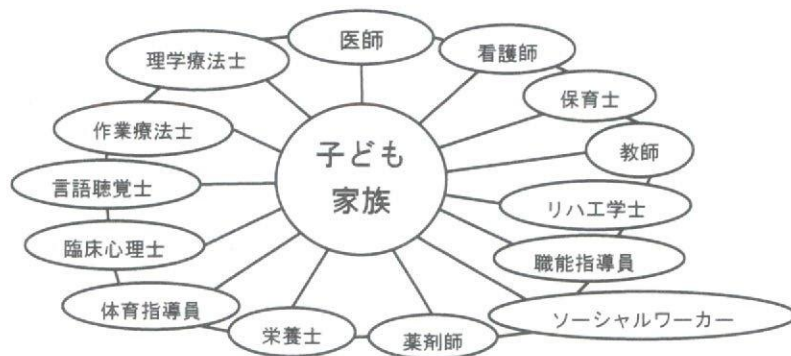 医師
看護師
保育士
教師
リハ工学士
職能指導員
ソーシャルワーカー
薬剤師
栄養士
体育指導員
臨床心理士
言語聴覚士
作業療法士
理学療法士
子ども
家族